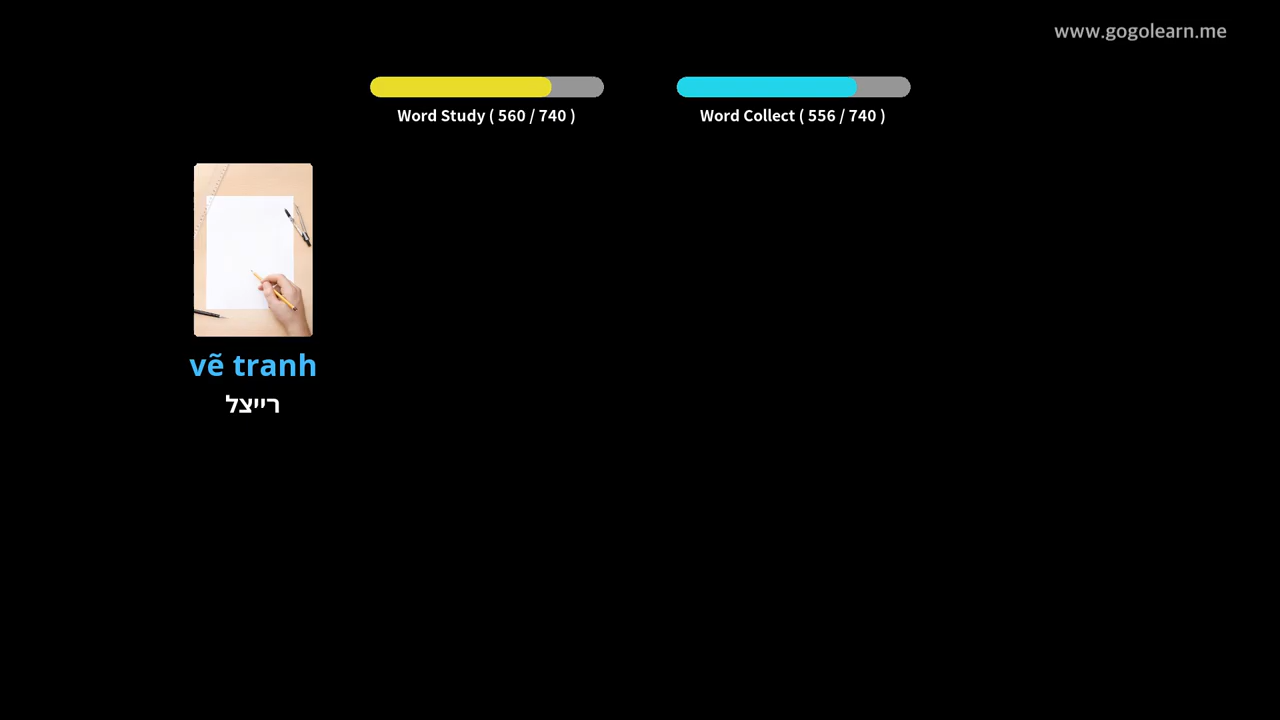 www.gogolearn.me
Word Study ( 560 / 740 )
Word Collect ( 556 / 740 )
vẽ tranh
רייצל